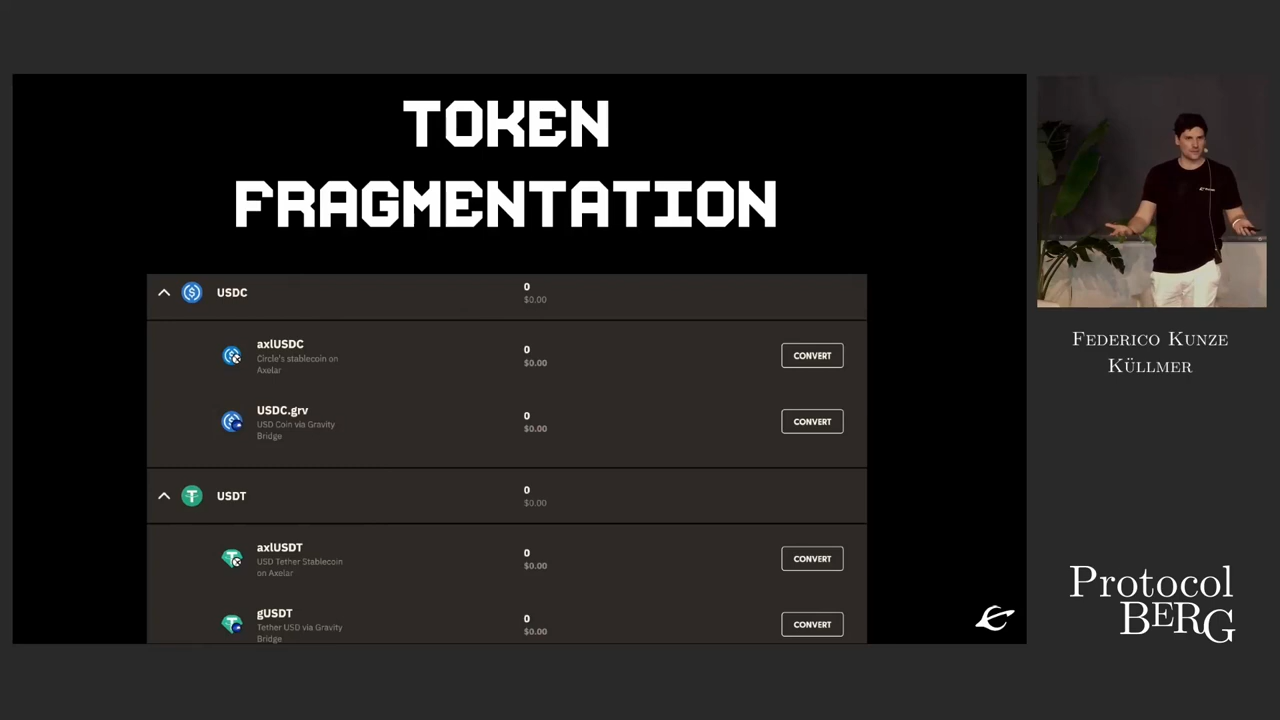 TOKEN
FRAGMENTATION
USDC
0
$0.00
axlUSDC
Circle's stablecoin on
Axelar
0
$0.00
CONVERT
USDC.grv
USD Coin via Gravity
Bridge
0
$0.00
CONVERT
USDT
0
$0.00
axlUSDT
USD Tether Stablecoin
on Axelar
0
$0.00
CONVERT
gUSDT
Tether USD via Gravity
Bridge
0
$0.00
CONVERT
Federico Kunze
Küllmer
Protocol
BERG